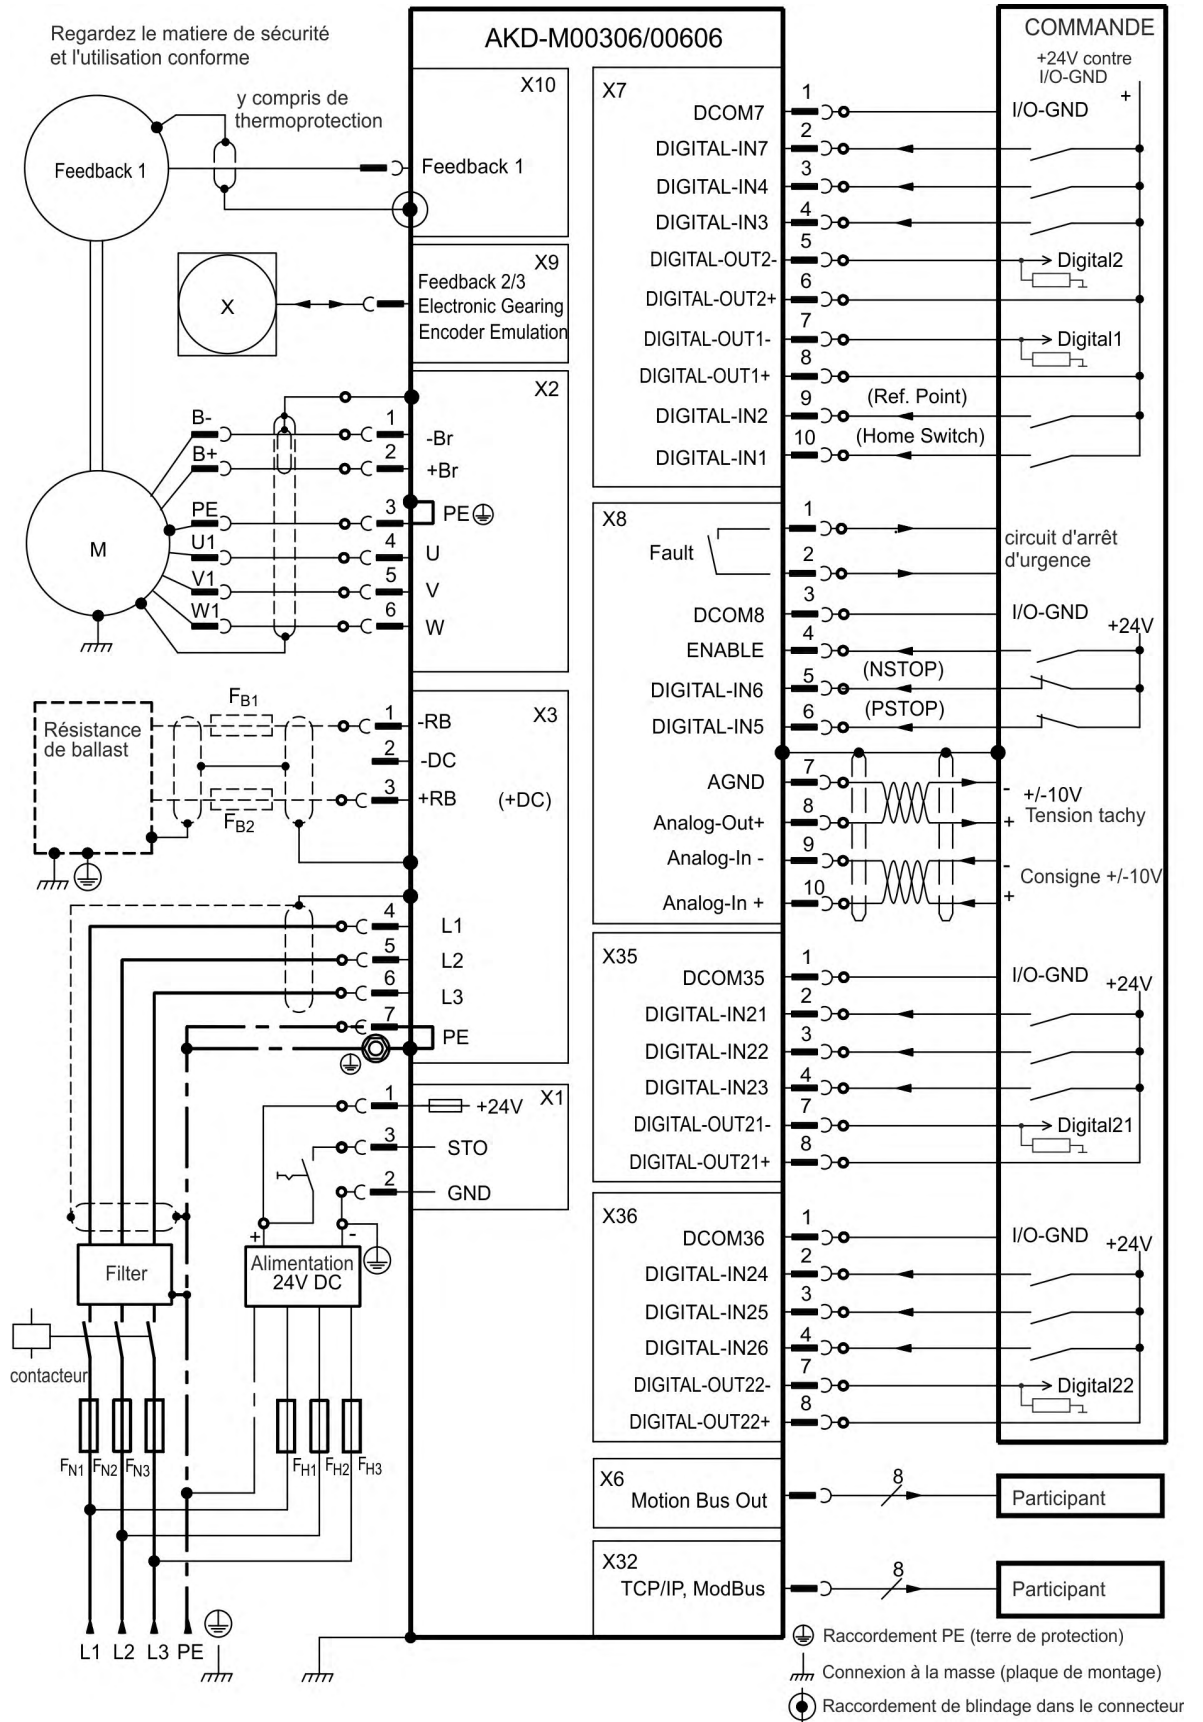 Regardez le matiere de sécurité
et l'utilisation conforme
AKD-M00306/00606
COMMANDE
+24V contre
I/O-GND
+
y compris de
thermoprotection
Feedback 1
X10
Feedback 1
X9
Feedback 2/3
Electronic Gearing
Encoder Emulation
X
X2
B-
1
-Br
B+
2
+Br
PE
3
PE
U1
4
U
V1
5
V
W1
6
W
M
X3
FB1
1
-RB
Résistance
de ballast
2
-DC
3
+RB
(+DC)
FB2
4
L1
5
L2
6
L3
7
PE
X1
1
+24V
3
STO
2
GND
+
-
Alimentation
24V DC
Filter
contacteur
FN1
FN2
FN3
FH1
FH2
FH3
L1
L2
L3
PE
X7
DCOM7
1
I/O-GND
DIGITAL-IN7
2
DIGITAL-IN4
3
DIGITAL-IN3
4
DIGITAL-OUT2-
5
Digital2
DIGITAL-OUT2+
6
DIGITAL-OUT1-
7
Digital1
DIGITAL-OUT1+
8
DIGITAL-IN2
9
(Ref. Point)
DIGITAL-IN1
10
(Home Switch)
X8
Fault
1
2
circuit d'arrêt
d'urgence
DCOM8
3
I/O-GND
+24V
ENABLE
4
DIGITAL-IN6
5
(NSTOP)
DIGITAL-IN5
6
(PSTOP)
AGND
7
-
+/-10V
Tension tachy
Analog-Out+
8
+
Analog-In -
9
-
Consigne +/-10V
Analog-In +
10
+
X35
DCOM35
1
I/O-GND
+24V
DIGITAL-IN21
2
DIGITAL-IN22
3
DIGITAL-IN23
4
DIGITAL-OUT21-
7
Digital21
DIGITAL-OUT21+
8
X36
DCOM36
1
I/O-GND
+24V
DIGITAL-IN24
2
DIGITAL-IN25
3
DIGITAL-IN26
4
DIGITAL-OUT22-
7
Digital22
DIGITAL-OUT22+
8
X6
Motion Bus Out
8
Participant
X32
TCP/IP, ModBus
8
Participant
Raccordement PE (terre de protection)
Connexion à la masse (plaque de montage)
Raccordement de blindage dans le connecteur